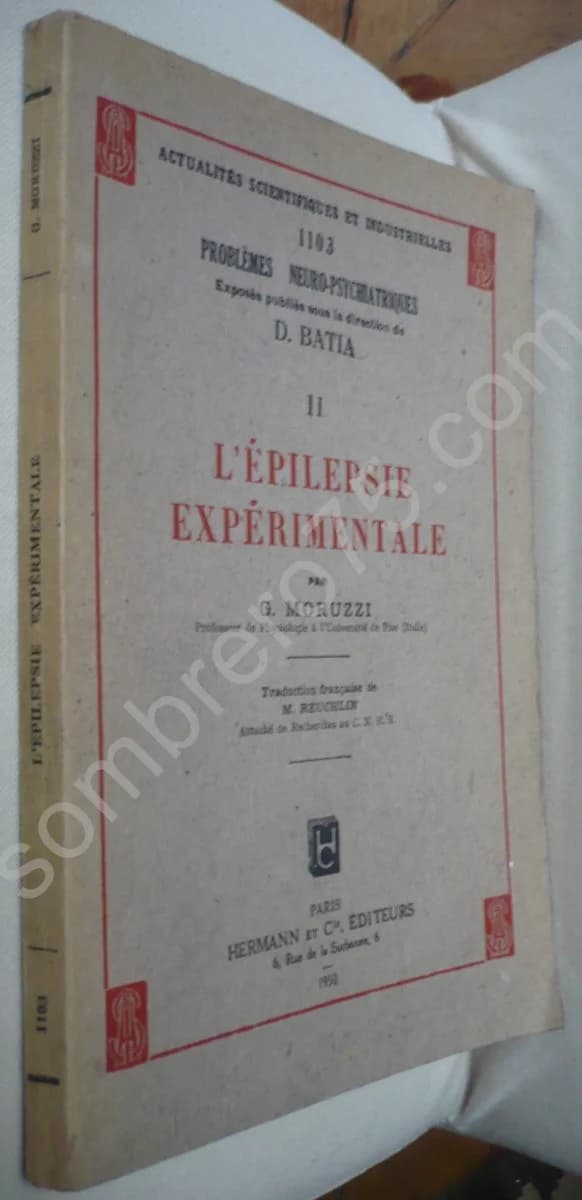 ACTUALITÉS SCIENTIFIQUES ET INDUSTRIELLES
1103
PROBLÈMES NEURO-PSYCHIATRIQUES
Exposés publiés sous la direction de
D. BATIA
II
L'ÉPILEPSIE
EXPÉRIMENTALE
PAR
G. MORUZZI
Professeur de Physiologie à l'Université de Pise (Italie)
Traduction française de
M. REUCHLIN
Attaché de Recherches au C. N. R. S.
HC
PARIS
HERMANN ET Cie, ÉDITEURS
6, Rue de la Sorbonne, 6
1950
G. MORUZZI
L'ÉPILEPSIE EXPÉRIMENTALE
1103
sombrero75.com